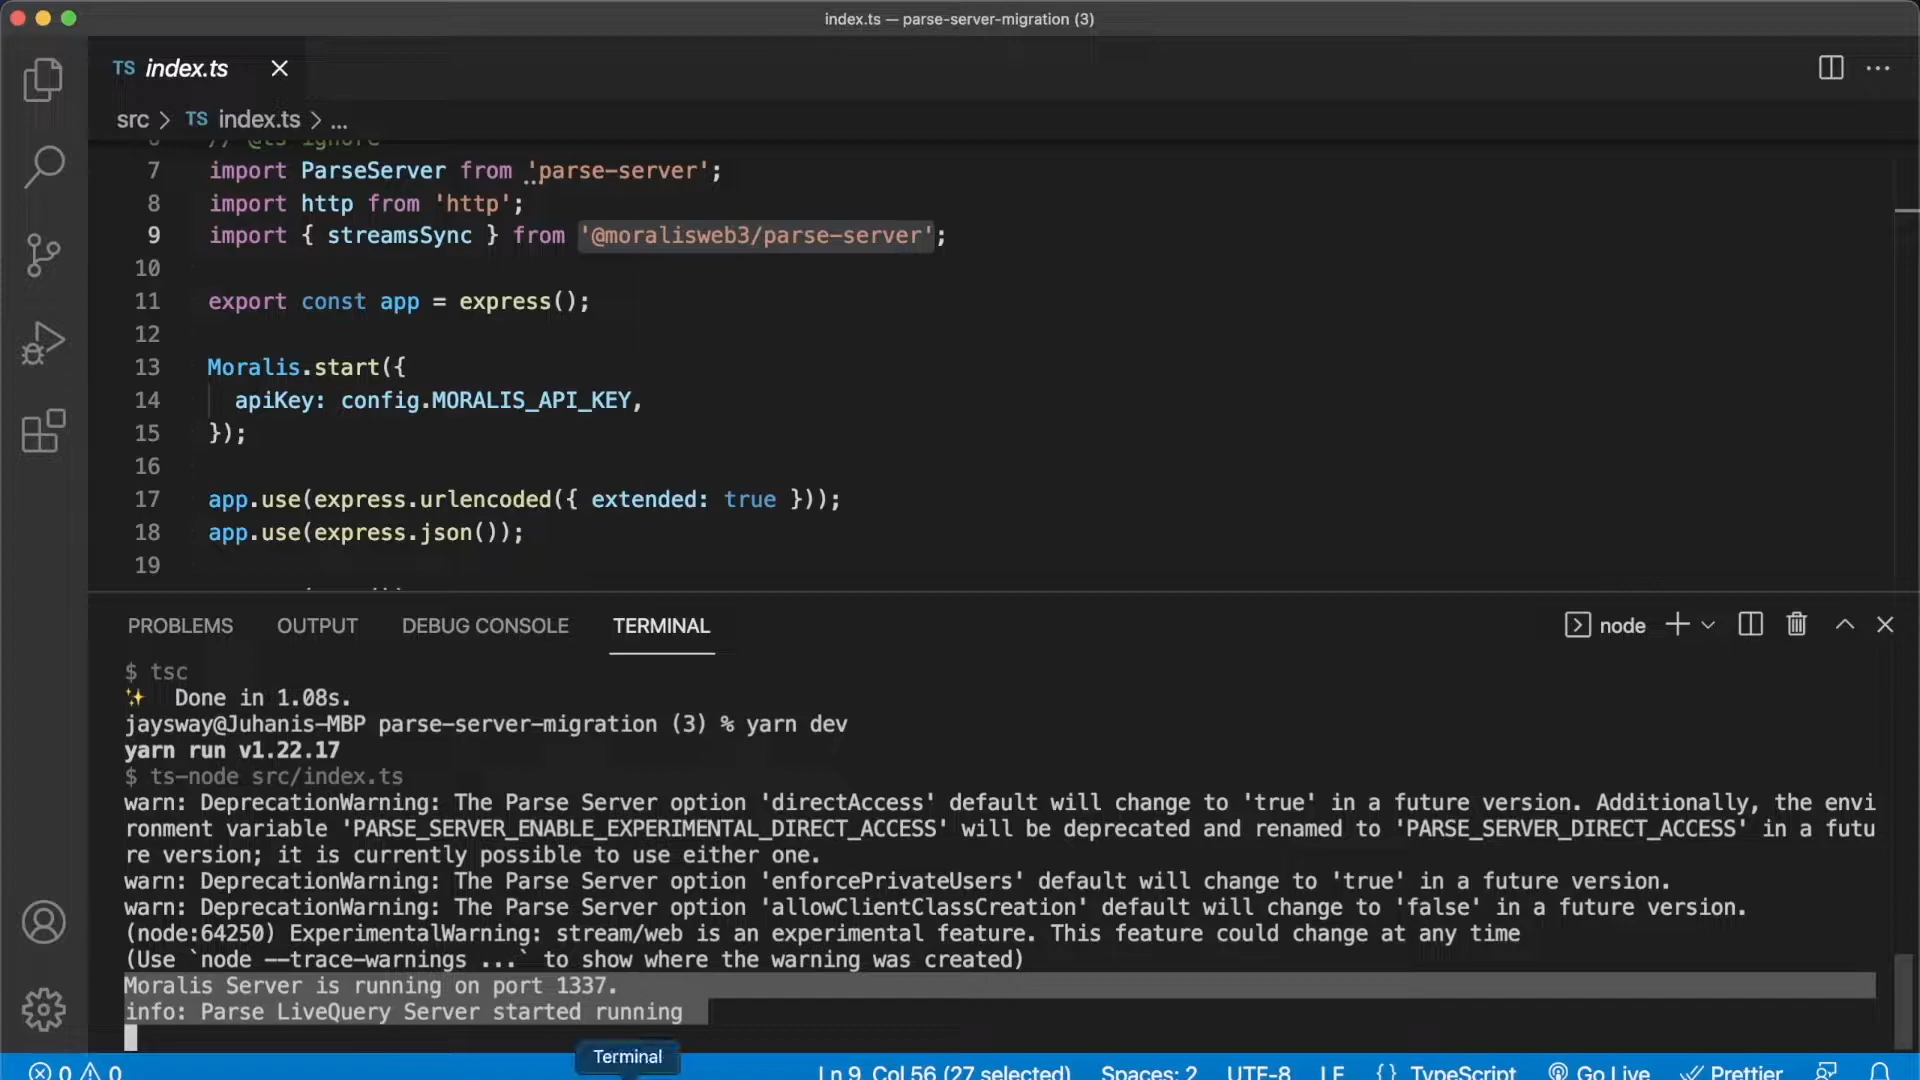 index.ts — parse-server-migration (3)
TS index.ts
src > TS index.ts > ...
6 // @ts-ignore
7 import ParseServer from 'parse-server';
8 import http from 'http';
9 import { streamsSync } from '@moralisweb3/parse-server';
10
11 export const app = express();
12
13 Moralis.start({
14 apiKey: config.MORALIS_API_KEY,
15 });
16
17 app.use(express.urlencoded({ extended: true }));
18 app.use(express.json());
19
PROBLEMS OUTPUT DEBUG CONSOLE TERMINAL node
$ tsc
✨ Done in 1.08s.
jaysway@Juhanis-MBP parse-server-migration (3) % yarn dev
yarn run v1.22.17
$ ts-node src/index.ts
warn: DeprecationWarning: The Parse Server option 'directAccess' default will change to 'true' in a future version. Additionally, the envi
ronment variable 'PARSE_SERVER_ENABLE_EXPERIMENTAL_DIRECT_ACCESS' will be deprecated and renamed to 'PARSE_SERVER_DIRECT_ACCESS' in a futu
re version; it is currently possible to use either one.
warn: DeprecationWarning: The Parse Server option 'enforcePrivateUsers' default will change to 'true' in a future version.
warn: DeprecationWarning: The Parse Server option 'allowClientClassCreation' default will change to 'false' in a future version.
(node:64250) ExperimentalWarning: stream/web is an experimental feature. This feature could change at any time
(Use `node --trace-warnings ...` to show where the warning was created)
Moralis Server is running on port 1337.
info: Parse LiveQuery Server started running
Terminal
0 0 Ln 9, Col 56 (27 selected) Spaces: 2 UTF-8 LF {} TypeScript Go Live Prettier